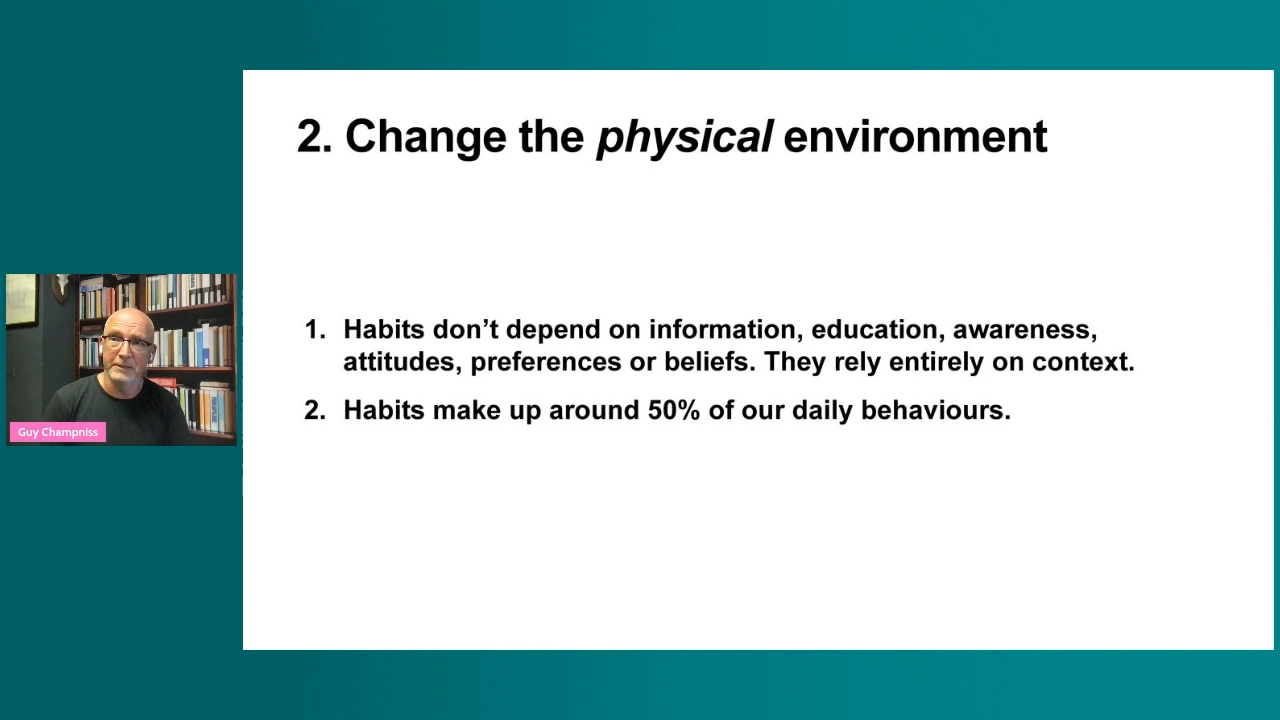 2. Change the physical environment
1. Habits don’t depend on information, education, awareness,
attitudes, preferences or beliefs. They rely entirely on context.
2. Habits make up around 50% of our daily behaviours.
Guy Champniss